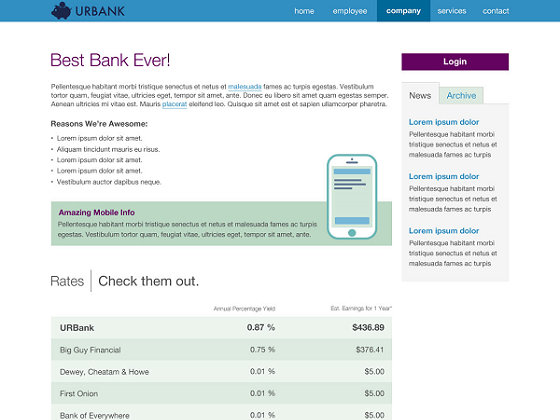 URBANK
home employee company services contact
Best Bank Ever!
Pellentesque habitant morbi tristique senectus et netus et malesuada fames ac turpis egestas. Vestibulum
tortor quam, feugiat vitae, ultricies eget, tempor sit amet, ante. Donec eu libero sit amet quam egestas semper.
Aenean ultricies mi vitae est. Mauris placerat eleifend leo. Quisque sit amet est et sapien ullamcorper pharetra.
Reasons We're Awesome:
• Lorem ipsum dolor sit amet.
• Aliquam tincidunt mauris eu risus.
• Lorem ipsum dolor sit amet.
• Lorem ipsum dolor sit amet.
• Vestibulum auctor dapibus neque.
Amazing Mobile Info
Pellentesque habitant morbi tristique senectus et netus et malesuada fames ac turpis
egestas. Vestibulum tortor quam, feugiat vitae, ultricies eget, tempor sit amet, ante.
Rates Check them out.
Annual Percentage Yield Est. Earnings for 1 Year*
URBank 0.87 % $436.89
Big Guy Financial 0.75 % $376.41
Dewey, Cheatam & Howe 0.01 % $5.00
First Onion 0.01 % $5.00
Bank of Everywhere 0.01 % $5.00
Login
News Archive
Lorem ipsum dolor
Pellentesque habitant morbi
tristique senectus et netus et
malesuada fames ac turpis
Lorem ipsum dolor
Pellentesque habitant morbi
tristique senectus et netus et
malesuada fames ac turpis
Lorem ipsum dolor
Pellentesque habitant morbi
tristique senectus et netus et
malesuada fames ac turpis